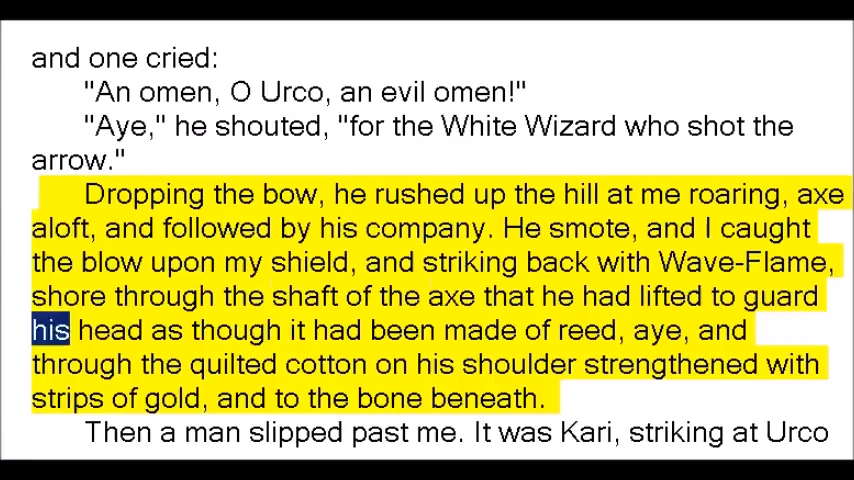 and one cried:
"An omen, O Urco, an evil omen!"
"Aye," he shouted, "for the White Wizard who shot the
arrow."
Dropping the bow, he rushed up the hill at me roaring, axe
aloft, and followed by his company. He smote, and I caught
the blow upon my shield, and striking back with Wave-Flame,
shore through the shaft of the axe that he had lifted to guard
his head as though it had been made of reed, aye, and
through the quilted cotton on his shoulder strengthened with
strips of gold, and to the bone beneath.
Then a man slipped past me. It was Kari, striking at Urco